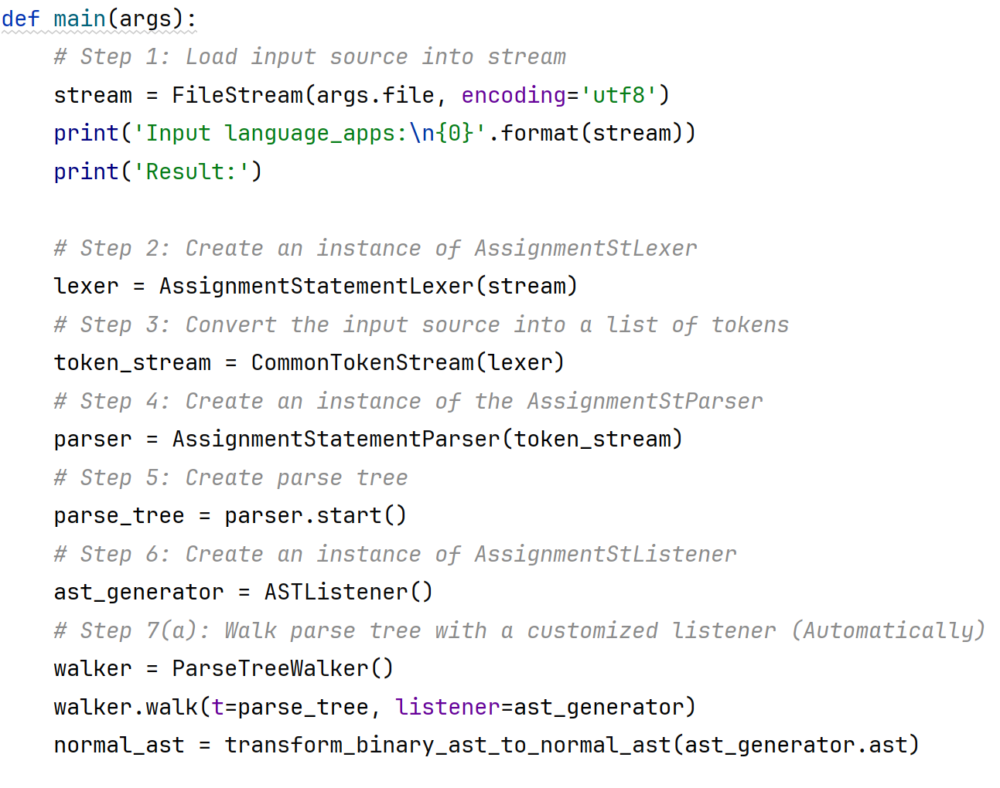 def main(args):
    # Step 1: Load input source into stream
    stream = FileStream(args.file, encoding='utf8')
    print('Input language_apps:\n{0}'.format(stream))
    print('Result:')

    # Step 2: Create an instance of AssignmentStLexer
    lexer = AssignmentStatementLexer(stream)
    # Step 3: Convert the input source into a list of tokens
    token_stream = CommonTokenStream(lexer)
    # Step 4: Create an instance of the AssignmentStParser
    parser = AssignmentStatementParser(token_stream)
    # Step 5: Create parse tree
    parse_tree = parser.start()
    # Step 6: Create an instance of AssignmentStListener
    ast_generator = ASTListener()
    # Step 7(a): Walk parse tree with a customized listener (Automatically)
    walker = ParseTreeWalker()
    walker.walk(t=parse_tree, listener=ast_generator)
    normal_ast = transform_binary_ast_to_normal_ast(ast_generator.ast)